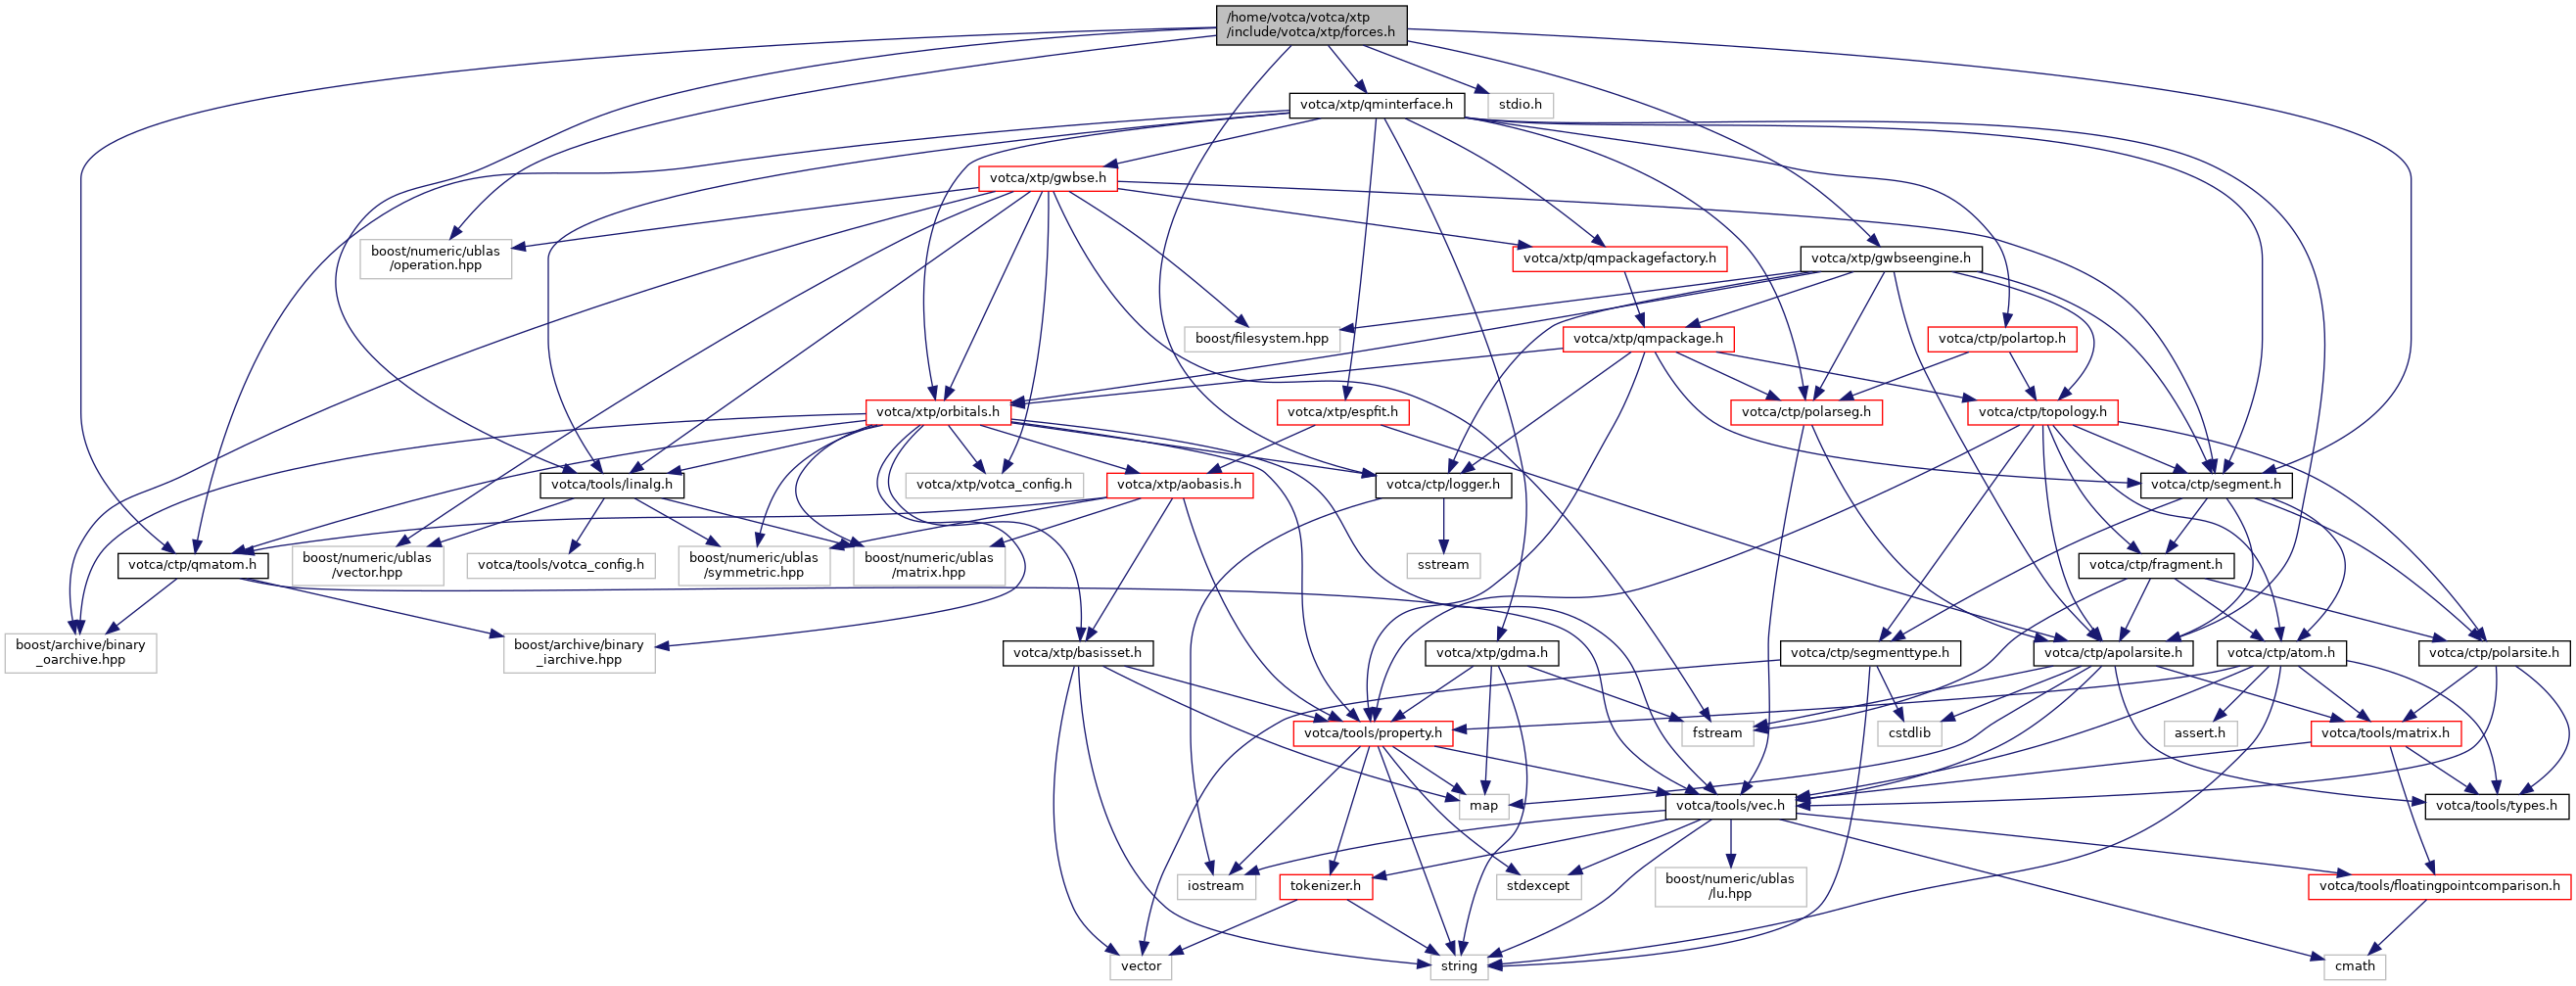 /home/votca/votca/xtp
/include/votca/xtp/forces.h
votca/xtp/qminterface.h
stdio.h
votca/xtp/gwbse.h
boost/numeric/ublas
/operation.hpp
votca/xtp/qmpackagefactory.h
votca/xtp/gwbseengine.h
boost/filesystem.hpp
votca/xtp/qmpackage.h
votca/ctp/polartop.h
votca/xtp/orbitals.h
votca/xtp/espfit.h
votca/ctp/polarseg.h
votca/ctp/topology.h
votca/tools/linalg.h
votca/xtp/votca_config.h
votca/xtp/aobasis.h
votca/ctp/logger.h
votca/ctp/segment.h
votca/ctp/qmatom.h
boost/numeric/ublas
/vector.hpp
votca/tools/votca_config.h
boost/numeric/ublas
/symmetric.hpp
boost/numeric/ublas
/matrix.hpp
sstream
votca/ctp/fragment.h
boost/archive/binary
_oarchive.hpp
boost/archive/binary
_iarchive.hpp
votca/xtp/basisset.h
votca/xtp/gdma.h
votca/ctp/segmenttype.h
votca/ctp/apolarsite.h
votca/ctp/atom.h
votca/ctp/polarsite.h
votca/tools/property.h
fstream
cstdlib
assert.h
votca/tools/matrix.h
map
votca/tools/vec.h
votca/tools/types.h
iostream
tokenizer.h
stdexcept
boost/numeric/ublas
/lu.hpp
votca/tools/floatingpointcomparison.h
vector
string
cmath